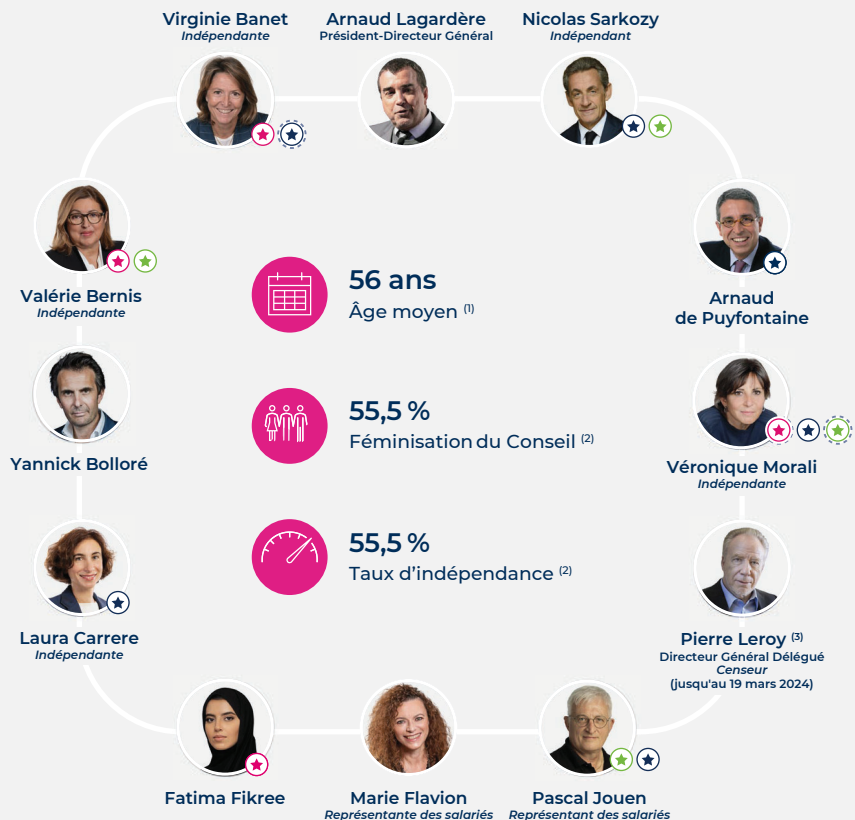 Virginie Banet
Indépendante
Arnaud Lagardère
Président-Directeur Général
Nicolas Sarkozy
Indépendant
Valérie Bernis
Indépendante
Arnaud
de Puyfontaine
56 ans
Âge moyen (1)
55,5 %
Féminisation du Conseil (2)
55,5 %
Taux d’indépendance (2)
Yannick Bolloré
Véronique Morali
Indépendante
Laura Carrere
Indépendante
Pierre Leroy (3)
Directeur Général Délégué
Censeur
(jusqu'au 19 mars 2024)
Fatima Fikree
Marie Flavion
Représentante des salariés
Pascal Jouen
Représentant des salariés